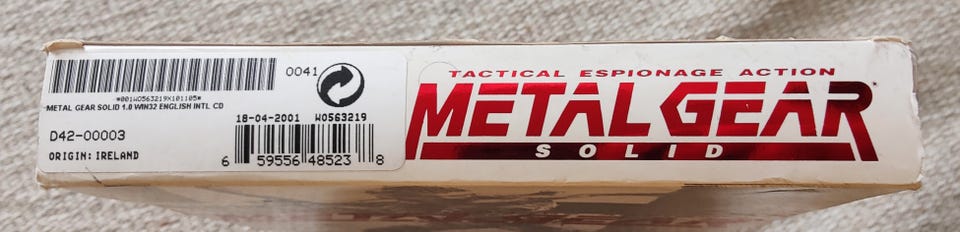 0041
*001W0563219X101105*
METAL GEAR SOLID 1.0 WIN32 ENGLISH INTL CD
18-04-2001 W0563219
D42-00003
ORIGIN: IRELAND
6 59556 48523 8
TACTICAL ESPIONAGE ACTION
METAL GEAR
SOLID